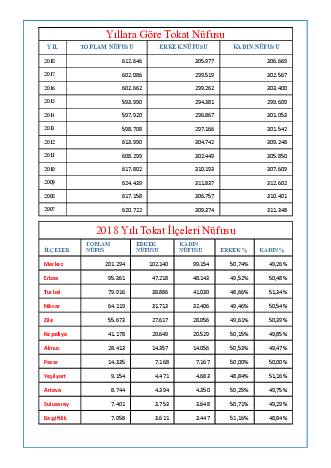 Yıllara Göre Tokat Nüfusu
YIL TOPLAM NÜFUSU ERKEK NÜFUSU KADIN NÜFUSU
2018 612.646 305.977 306.669
2017 602.086 299.519 302.567
2016 602.662 299.262 303.400
2015 593.990 294.381 299.609
2014 597.920 296.867 301.053
2013 598.708 297.166 301.542
2012 613.990 304.742 309.248
2011 608.299 302.449 305.850
2010 617.802 310.193 307.609
2009 624.439 311.837 312.602
2008 617.158 306.757 310.401
2007 620.722 309.374 311.348
2018 Yılı Tokat İlçeleri Nüfusu
İLÇELER TOPLAM NÜFUS ERKEK NÜFUSU KADIN NÜFUSU ERKEK % KADIN %
Merkez 201.294 102.140 99.154 50,74% 49,26%
Erbaa 95.361 47.218 48.143 49,52% 50,48%
Turhal 79.916 38.886 41.030 48,66% 51,34%
Niksar 64.119 31.713 32.406 49,46% 50,54%
Zile 55.673 27.617 28.056 49,61% 50,39%
Reşadiye 41.178 20.649 20.529 50,15% 49,85%
Almus 28.413 14.357 14.056 50,53% 49,47%
Pazar 14.335 7.168 7.167 50,00% 50,00%
Yeşilyurt 9.154 4.471 4.683 48,84% 51,16%
Artova 8.744 4.394 4.350 50,25% 49,75%
Sulusaray 7.401 3.753 3.648 50,71% 49,29%
Başçiftlik 7.058 3.611 3.447 51,16% 48,84%